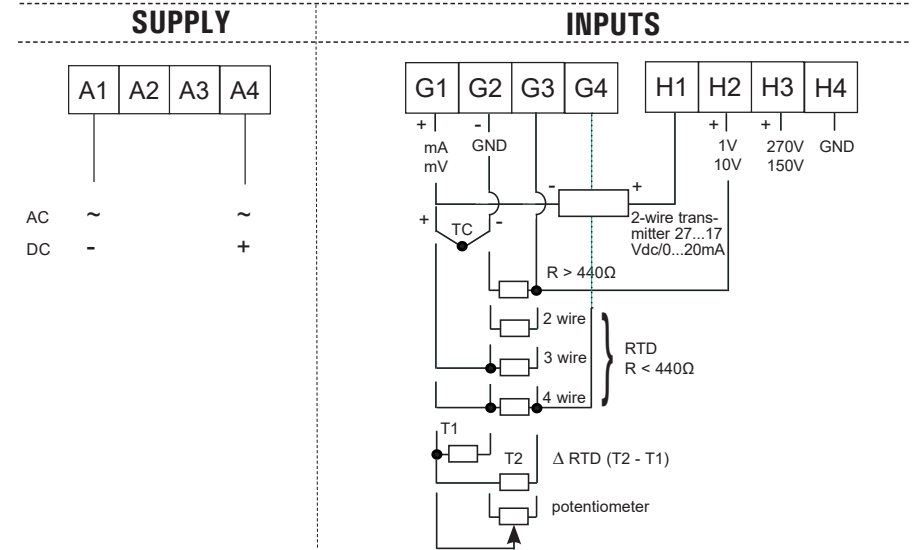 SUPPLY
INPUTS
A1 A2 A3 A4
G1 G2 G3 G4
H1 H2 H3 H4
+ - + +
mA
mV
GND
1V
10V
270V
150V
GND
- +
AC ~ ~
DC - +
+ TC -
2-wire trans-
mitter 27...17
Vdc/0...20mA
R > 440Ω
2 wire
3 wire
4 wire
RTD
R < 440Ω
T1
T2
Δ RTD (T2 - T1)
potentiometer